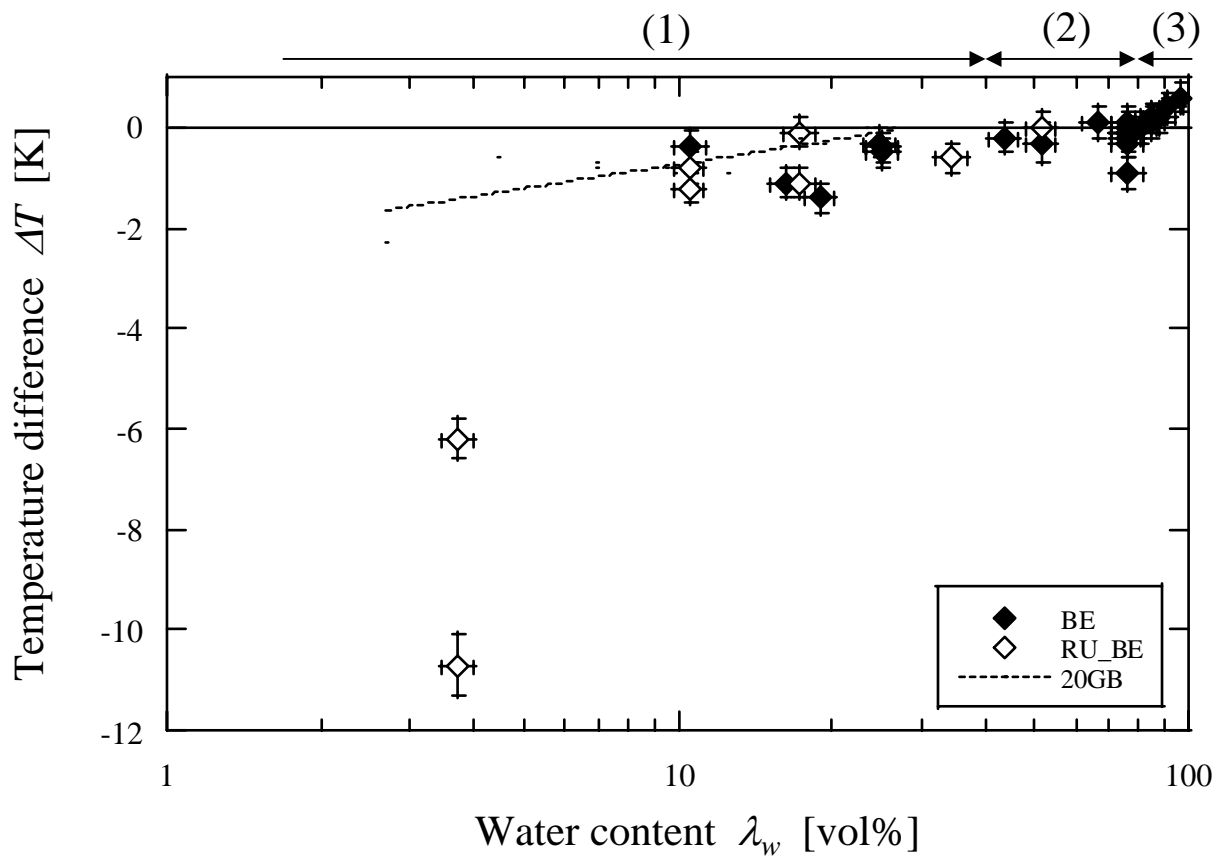 (1) (2) (3)
Temperature difference ΔT [K]
0
-2
-4
-6
-8
-10
-12
BE
RU_BE
20GB
1 10 100
Water content λw [vol%]